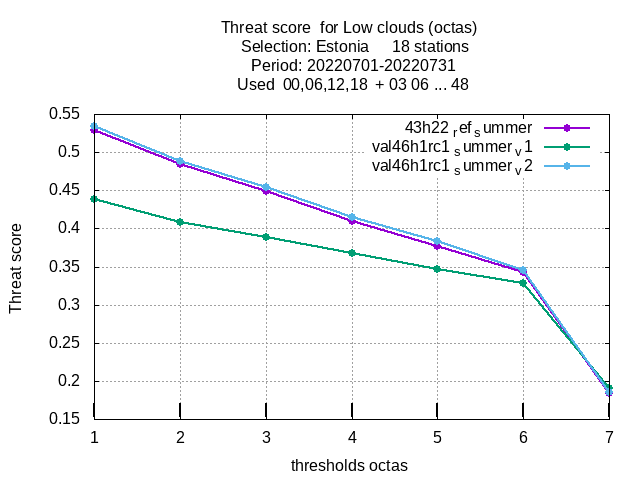 Threat score  for Low clouds (octas)
Selection: Estonia     18 stations
Period: 20220701-20220731
Used  00,06,12,18  + 03 06 ... 48
43h22 ref summer
val46h1rc1 summer v1
val46h1rc1 summer v2
Threat score
0.55
0.5
0.45
0.4
0.35
0.3
0.25
0.2
0.15
1 2 3 4 5 6 7
thresholds octas